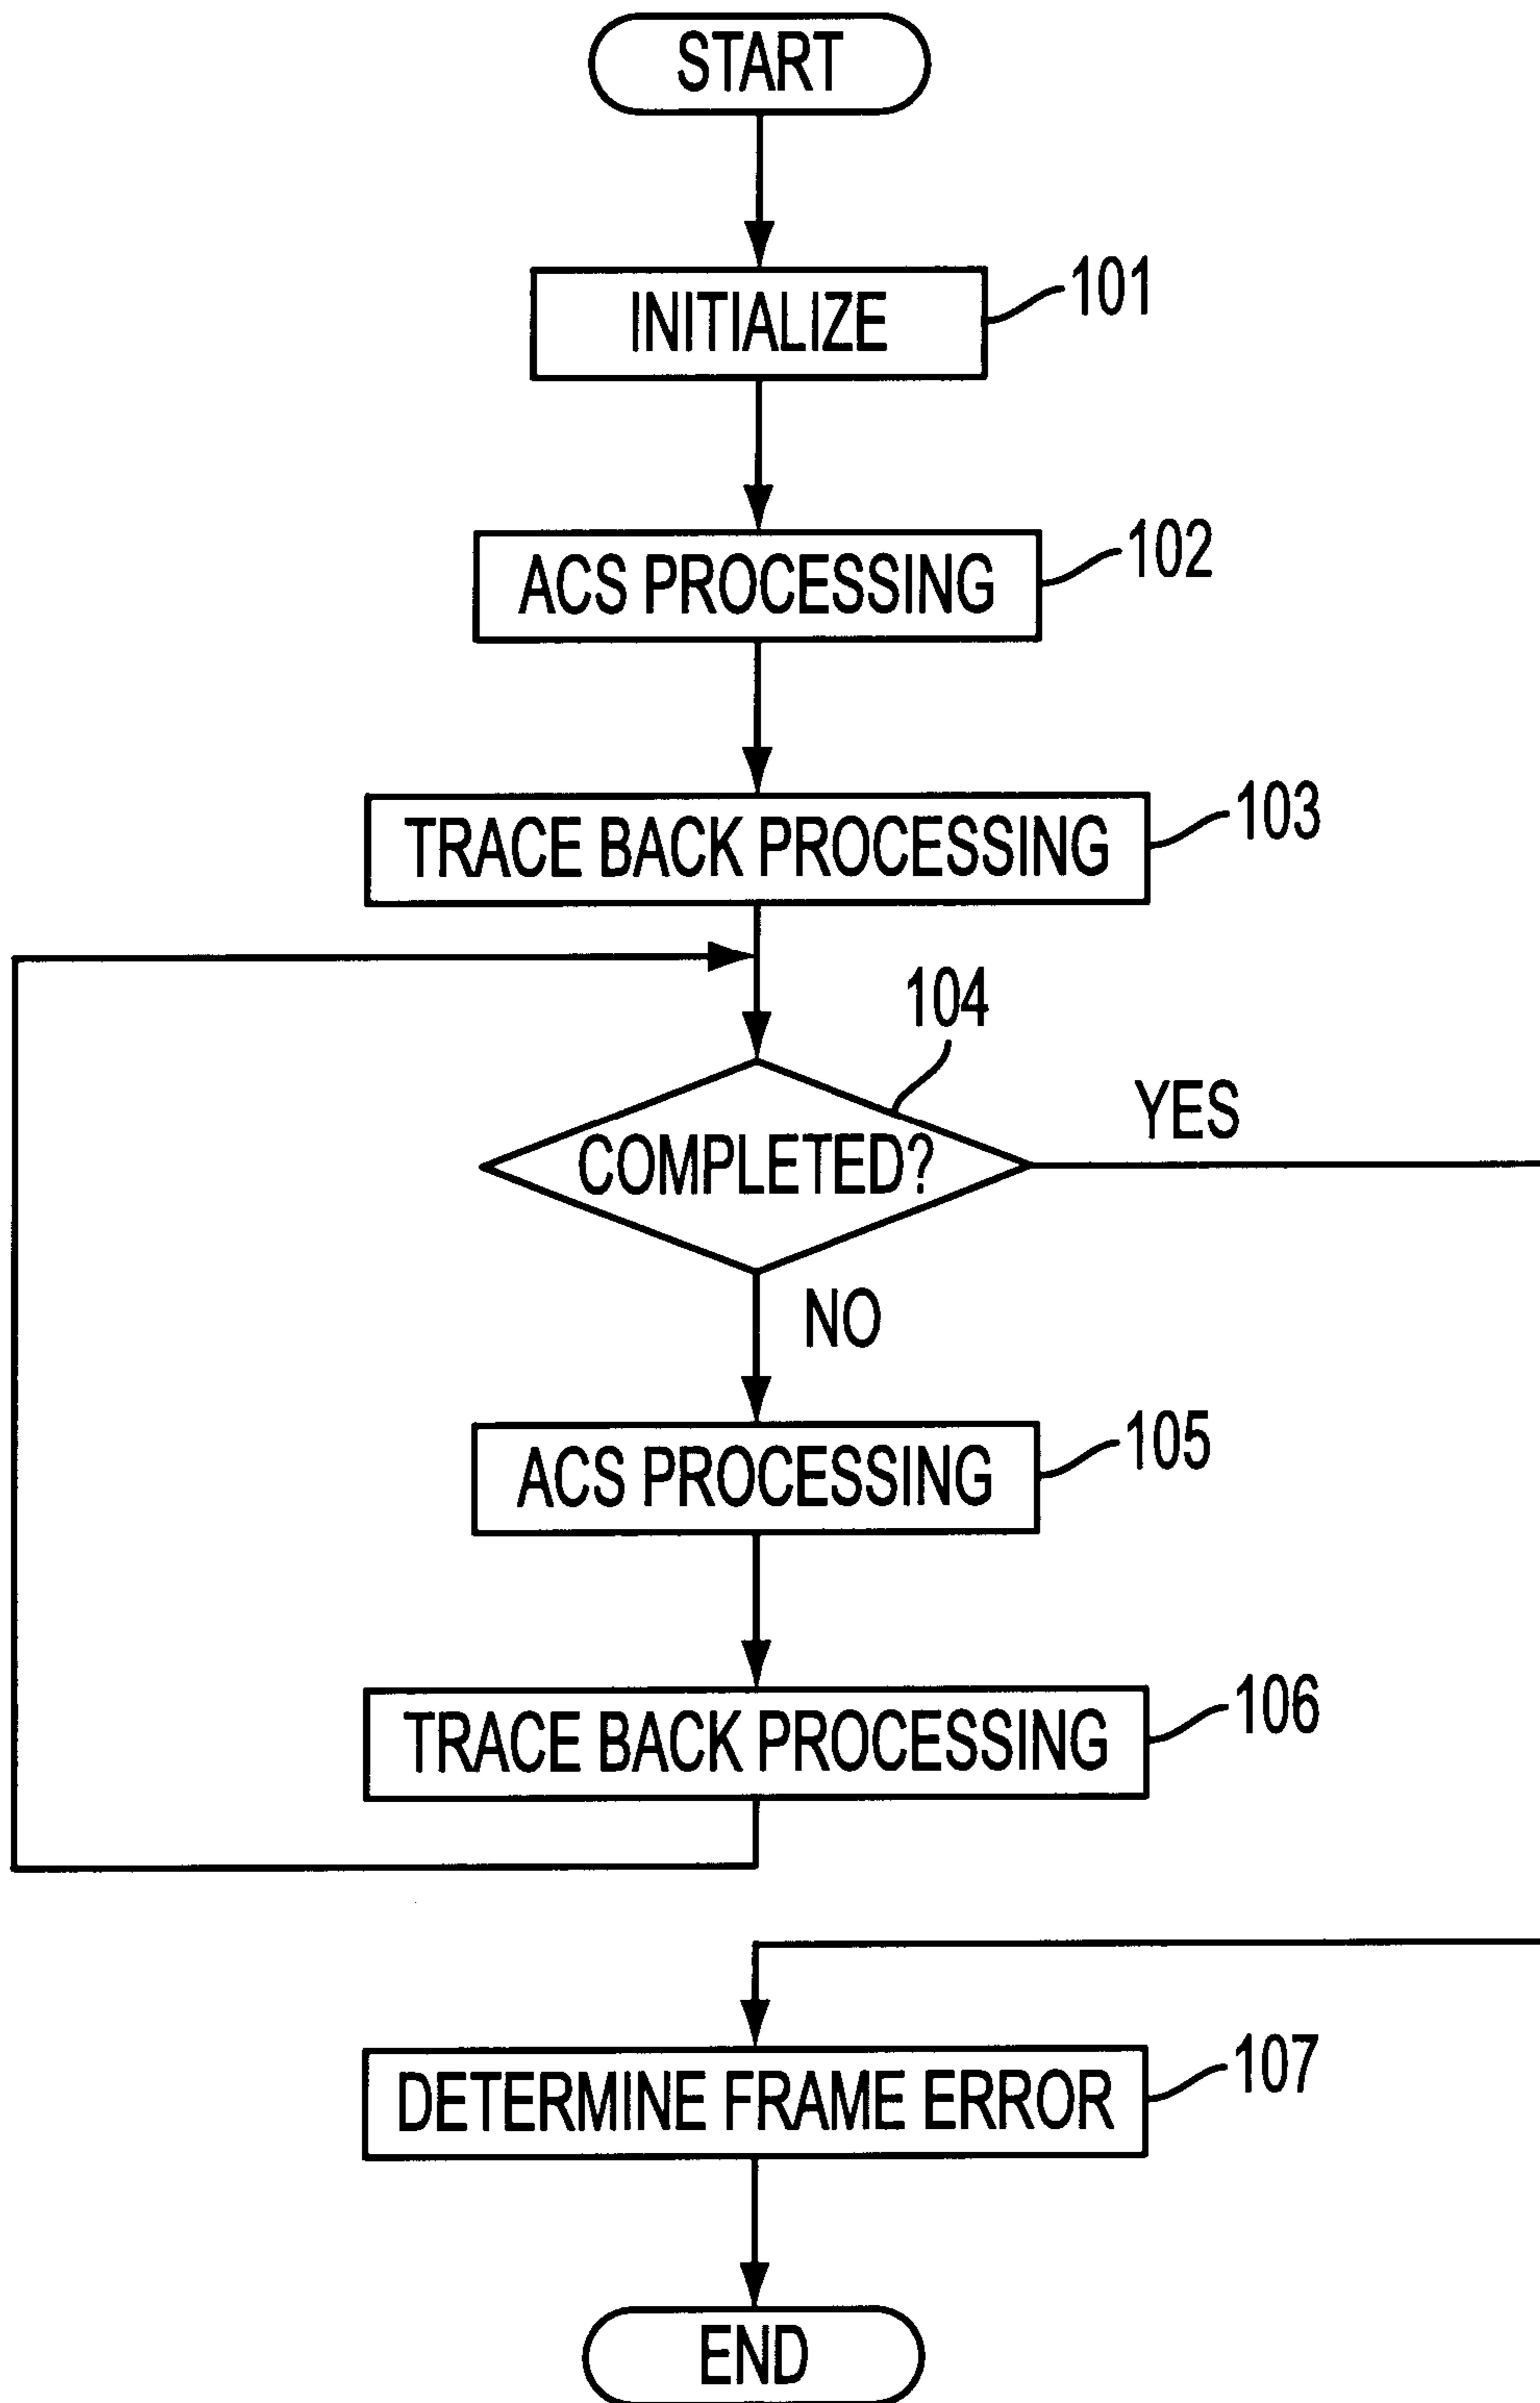 START
INITIALIZE
101
ACS PROCESSING
102
TRACE BACK PROCESSING
103
104
COMPLETED?
YES
NO
ACS PROCESSING
105
TRACE BACK PROCESSING
106
DETERMINE FRAME ERROR
107
END